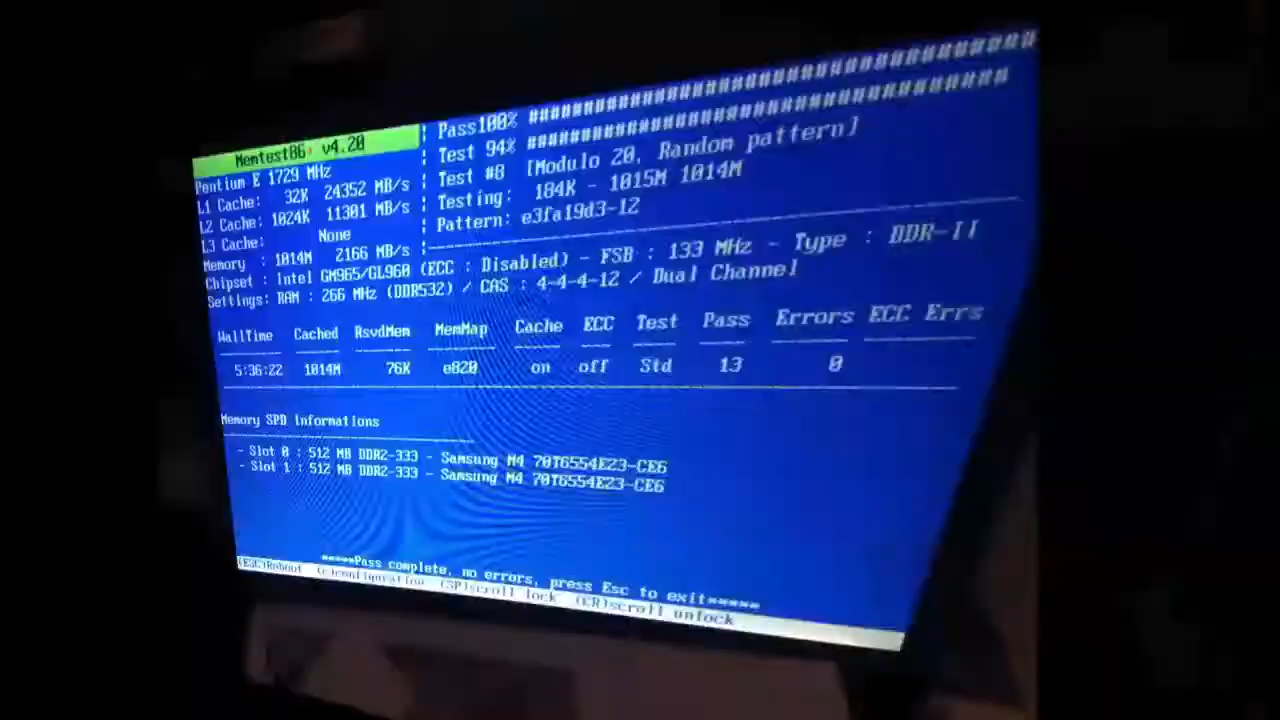 Memtest86+ v4.20
Pass100% ########################################
Test 94% #####################################
Pentium E 1729 MHz
Test #8 [Modulo 20, Random pattern]
L1 Cache: 32K 24352 MB/s
Testing: 184K - 1015M 1014M
L2 Cache: 1024K 11301 MB/s
Pattern: e3fa19d3-12
L3 Cache: None
Memory : 1014M 2166 MB/s
Chipset : Intel GM965/GL960 (ECC : Disabled) - FSB : 133 MHz - Type : DDR-II
Settings: RAM : 266 MHz (DDR532) / CAS : 4-4-4-12 / Dual Channel
WallTime Cached RsvdMem MemMap Cache ECC Test Pass Errors ECC Errs
5:36:22 1014M 76K e820 on off Std 13 0
Memory SPD Informations
- Slot 0 : 512 MB DDR2-333 - Samsung M4 70T6554EZ3-CE6
- Slot 1 : 512 MB DDR2-333 - Samsung M4 70T6554EZ3-CE6
*****Pass complete, no errors, press Esc to exit*****
(ESC)Reboot (c)configuration (SP)scroll_lock (CR)scroll_unlock